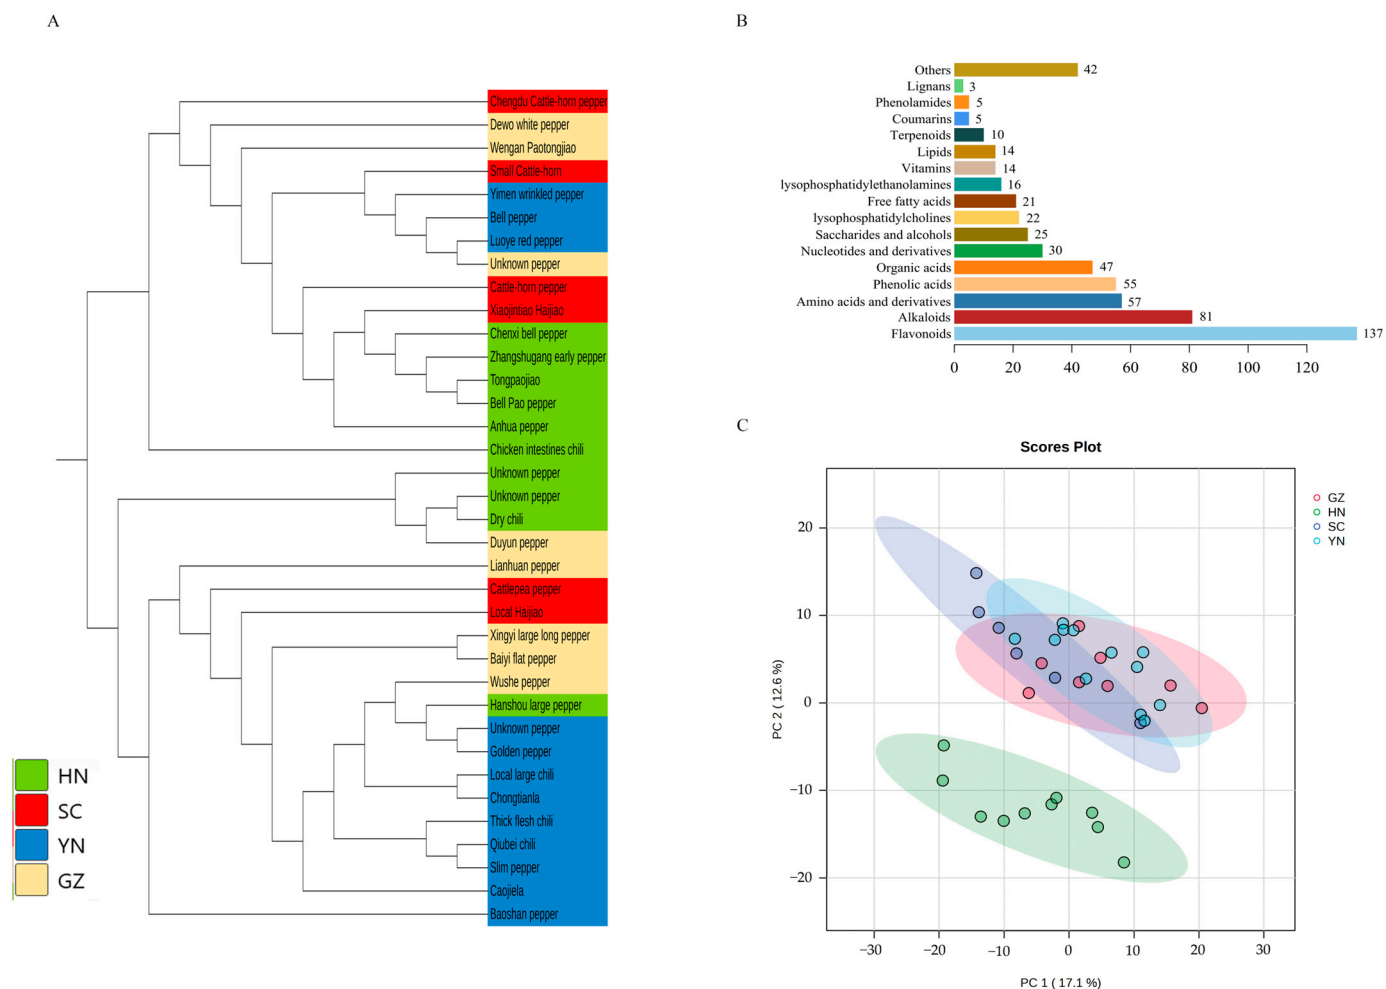 A
Chengdu Cattle-horn pepper
Dewo white pepper
Wengan Paotongjiao
Small Cattle-horn
Yimen wrinkled pepper
Bell pepper
Luoye red pepper
Unknown pepper
Cattle-horn pepper
Xiaojintiao Haijiao
Chenxi bell pepper
Zhangshugang early pepper
Tongpaojiao
Bell Pao pepper
Anhua pepper
Chicken intestines chili
Unknown pepper
Unknown pepper
Dry chili
Duyun pepper
Lianhuan pepper
Cattlepea pepper
Local Haijiao
Xingyi large long pepper
Baiyi flat pepper
Wushe pepper
Hanshou large pepper
Unknown pepper
Golden pepper
Local large chili
Chongtianla
Thick flesh chili
Qiubei chili
Slim pepper
Caojiela
Baoshan pepper
HN
SC
YN
GZ
B
Others 42
Lignans 3
Phenolamides 5
Coumarins 5
Terpenoids 10
Lipids 14
Vitamins 14
lysophosphatidylethanolamines 16
Free fatty acids 21
lysophosphatidylcholines 22
Saccharides and alcohols 25
Nucleotides and derivatives 30
Organic acids 47
Phenolic acids 55
Amino acids and derivatives 57
Alkaloids 81
Flavonoids 137
0 20 40 60 80 100 120
C
Scores Plot
GZ
HN
SC
YN
20
10
0
−10
−20
PC 2 ( 12.6 %)
−30 −20 −10 0 10 20 30
PC 1 ( 17.1 %)